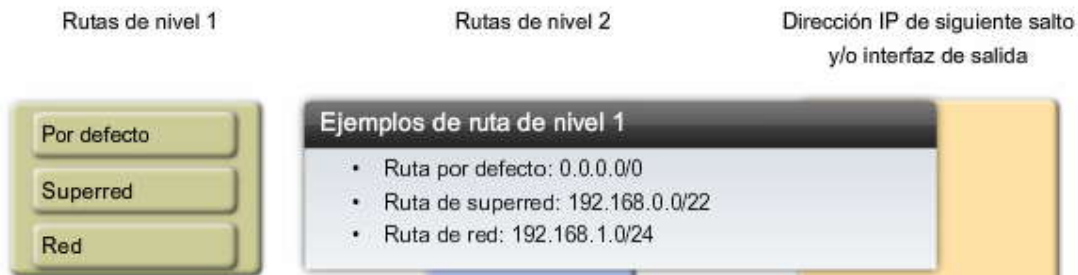 Rutas de nivel 1
Rutas de nivel 2
Dirección IP de siguiente salto
y/o interfaz de salida
Por defecto
Superred
Red
Ejemplos de ruta de nivel 1
• Ruta por defecto: 0.0.0.0/0
• Ruta de superred: 192.168.0.0/22
• Ruta de red: 192.168.1.0/24